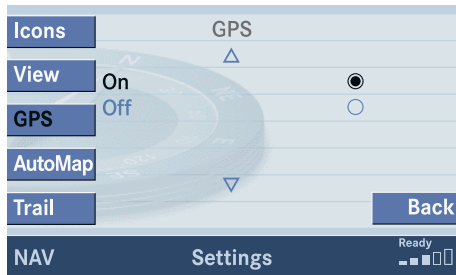 GPS
Icons
View
GPS
AutoMap
Trail
On
Off
Back
NAV
Settings
Ready